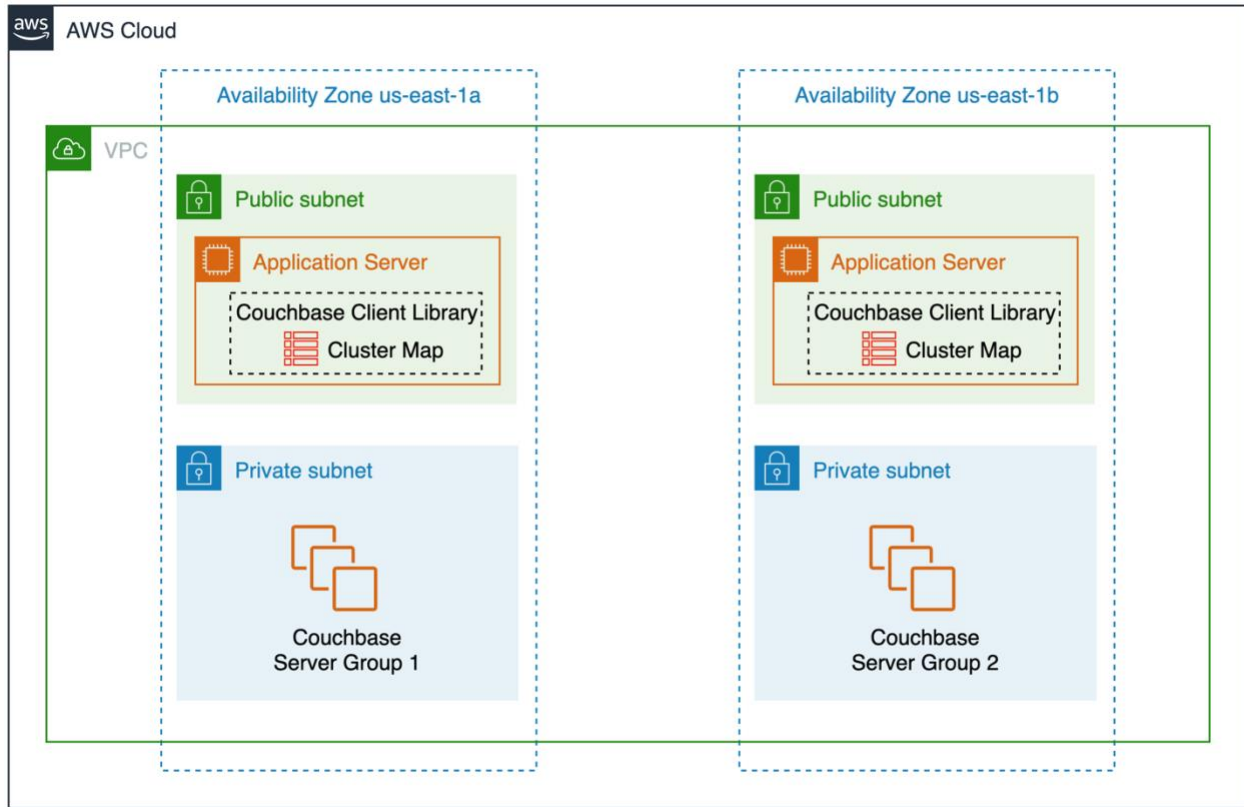 aws
AWS Cloud
Availability Zone us-east-1a
Availability Zone us-east-1b
VPC
Public subnet
Application Server
Couchbase Client Library
Cluster Map
Private subnet
Couchbase
Server Group 1
Public subnet
Application Server
Couchbase Client Library
Cluster Map
Private subnet
Couchbase
Server Group 2